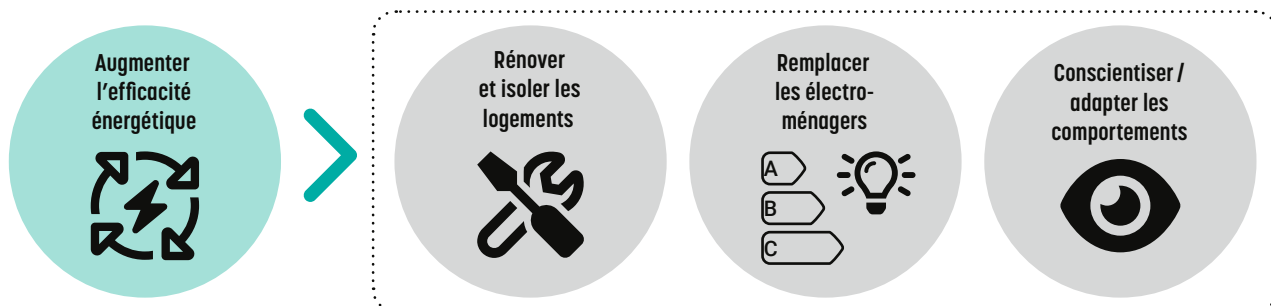 Augmenter
l'efficacité
énergétique
Rénover
et isoler les
logements
Remplacer
les électro-
ménagers
A
B
C
Conscientiser /
adapter les
comportements